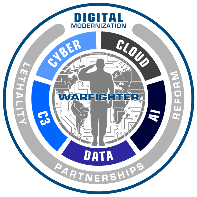 DIGITAL
MODERNIZATION
CYBER
CLOUD
LETHALITY
REFORM
WARFIGHTER
C3
AI
DATA
PARTNERSHIPS